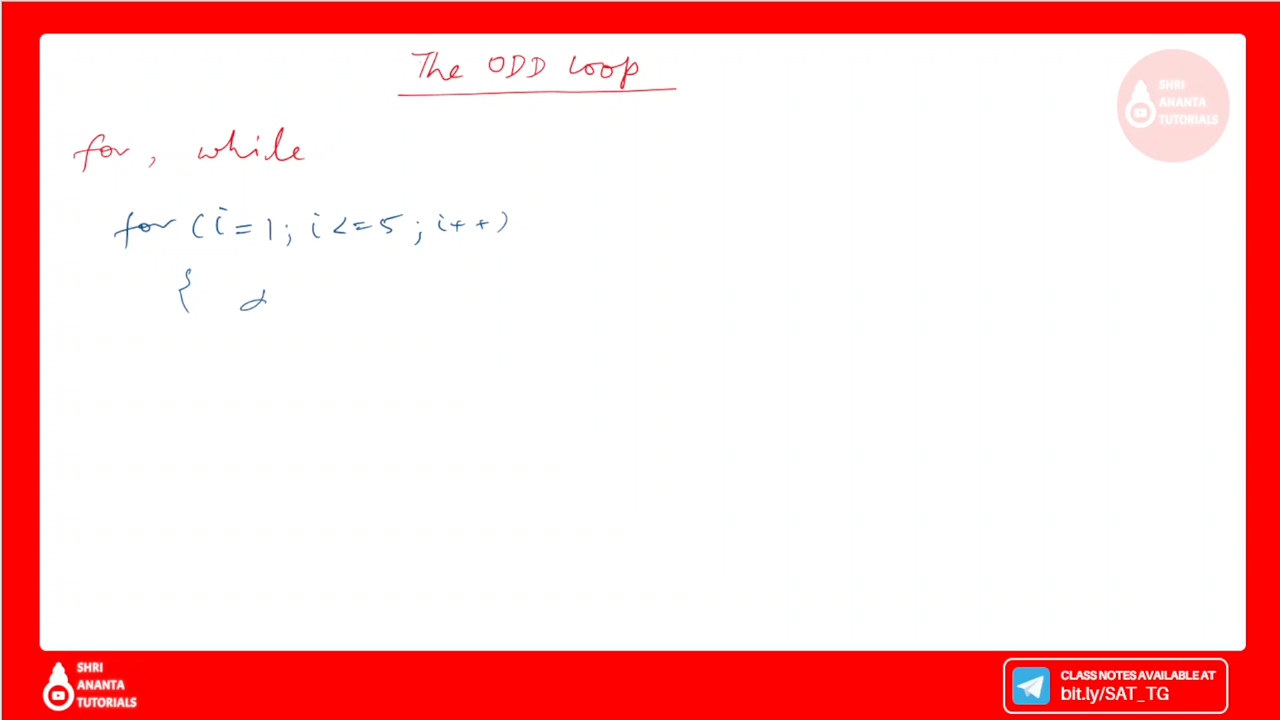 The ODD Loop
SHRI
ANANTA
TUTORIALS
for, while
for (i=1; i<=5; i++)
{
SHRI
ANANTA
TUTORIALS
CLASS NOTES AVAILABLE AT
bit.ly/SAT_TG